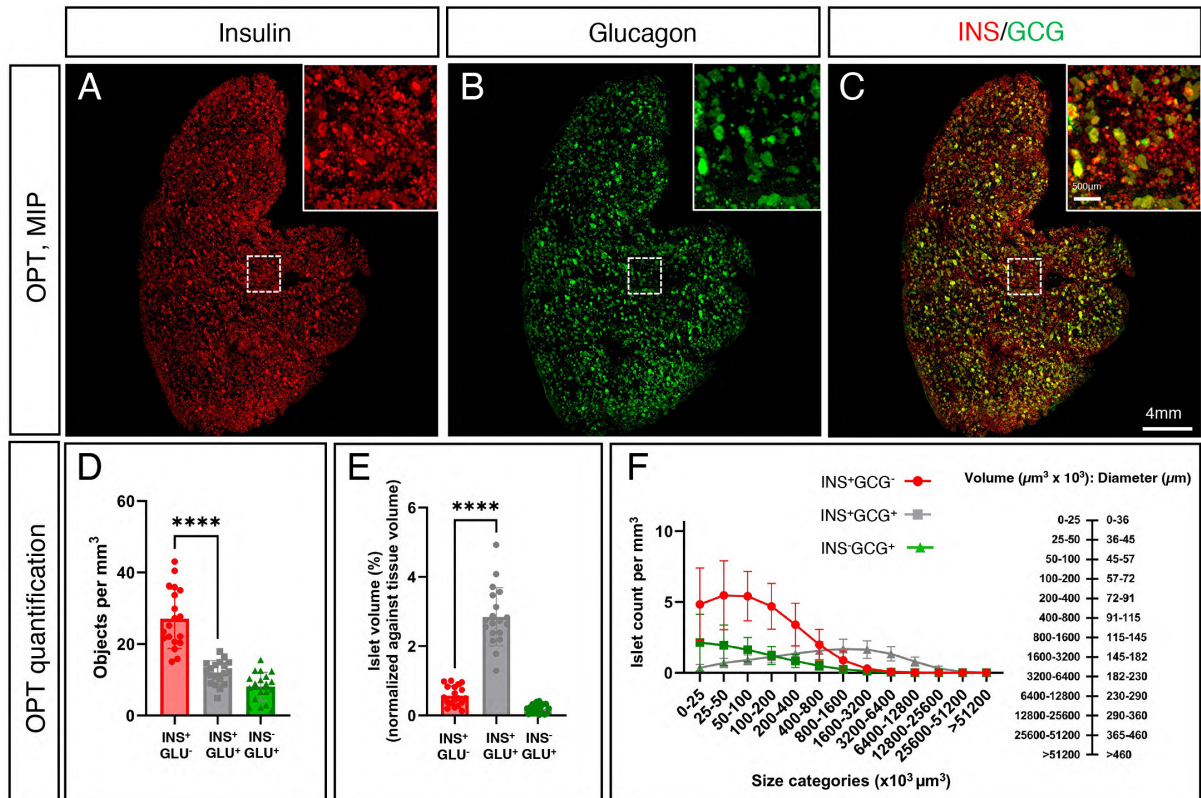 Insulin
Glucagon
INS/GCG
OPT, MIP
A
B
C
500µm
4mm
OPT quantification
D
Objects per mm³
60
40
20
0
****
INS⁺
GLU⁻
INS⁺
GLU⁺
INS⁻
GLU⁺
E
Islet volume (%)
(normalized against tissue volume)
6
4
2
0
****
INS⁺
GLU⁻
INS⁺
GLU⁺
INS⁻
GLU⁺
F
INS⁺GCG⁻
INS⁺GCG⁺
INS⁻GCG⁺
Islet count per mm³
10
5
0
0-25
25-50
50-100
100-200
200-400
400-800
800-1600
1600-3200
3200-6400
6400-12800
12800-25600
25600-51200
>51200
Size categories (x10³ µm³)
Volume (µm³ x 10³): Diameter (µm)
0-25 0-36
25-50 36-45
50-100 45-57
100-200 57-72
200-400 72-91
400-800 91-115
800-1600 115-145
1600-3200 145-182
3200-6400 182-230
6400-12800 230-290
12800-25600 290-360
25600-51200 365-460
>51200 >460